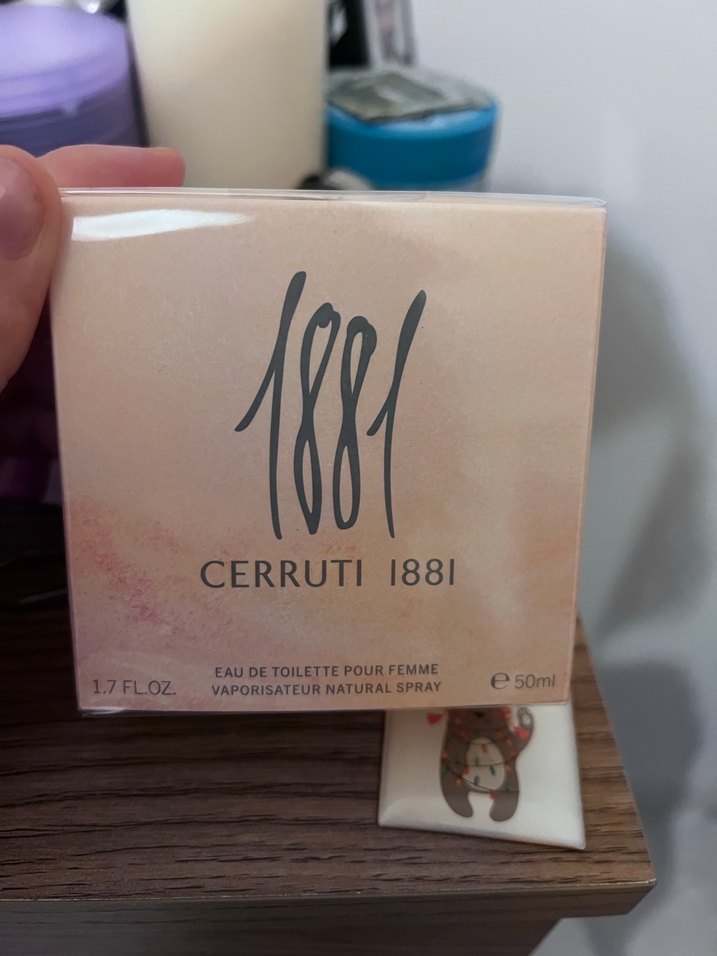 1881
CERRUTI 1881
EAU DE TOILETTE POUR FEMME
1.7 FL.OZ. VAPORISATEUR NATURAL SPRAY ℮ 50ml